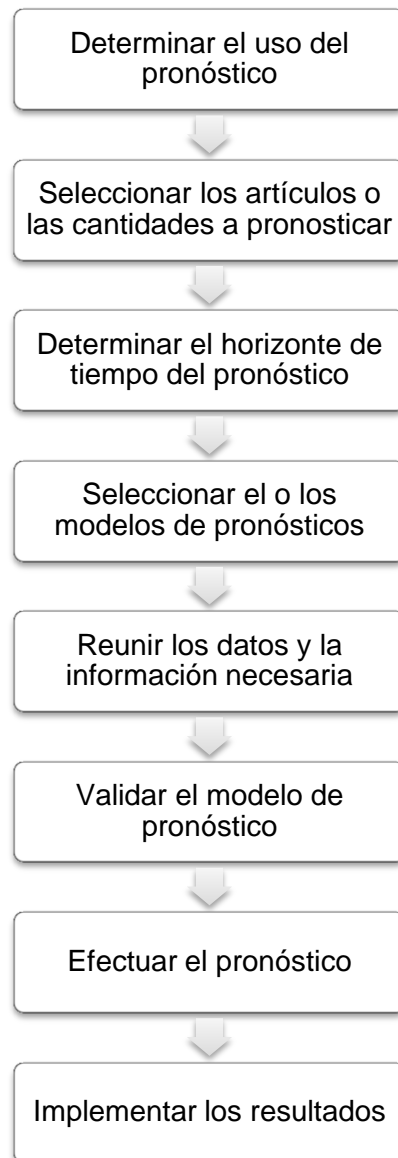 Determinar el uso del
pronóstico
Seleccionar los artículos o
las cantidades a pronosticar
Determinar el horizonte de
tiempo del pronóstico
Seleccionar el o los
modelos de pronósticos
Reunir los datos y la
información necesaria
Validar el modelo de
pronóstico
Efectuar el pronóstico
Implementar los resultados